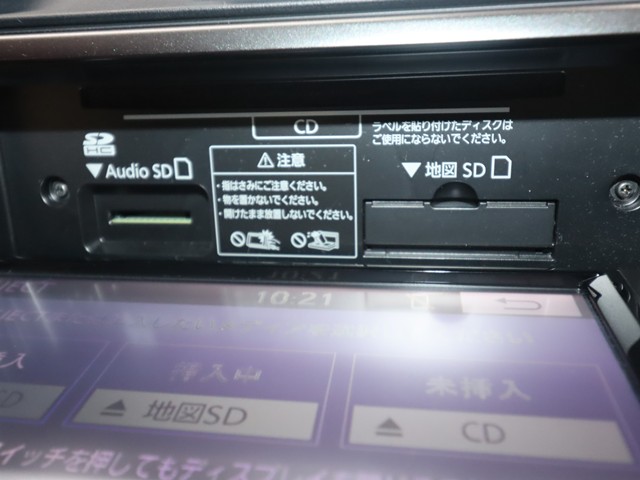 CD
ラベルを貼り付けたディスクは
ご使用にならないでください。
SD
HC
▼Audio SD
⚠注意
・指はさみにご注意ください。
・物を置かないでください。
・開けたまま放置しないでください。
▼地図 SD
10:21
挿入
挿入中
未挿入
⏏ 地図SD
⏏ CD
イッチを押してもディスプレイ